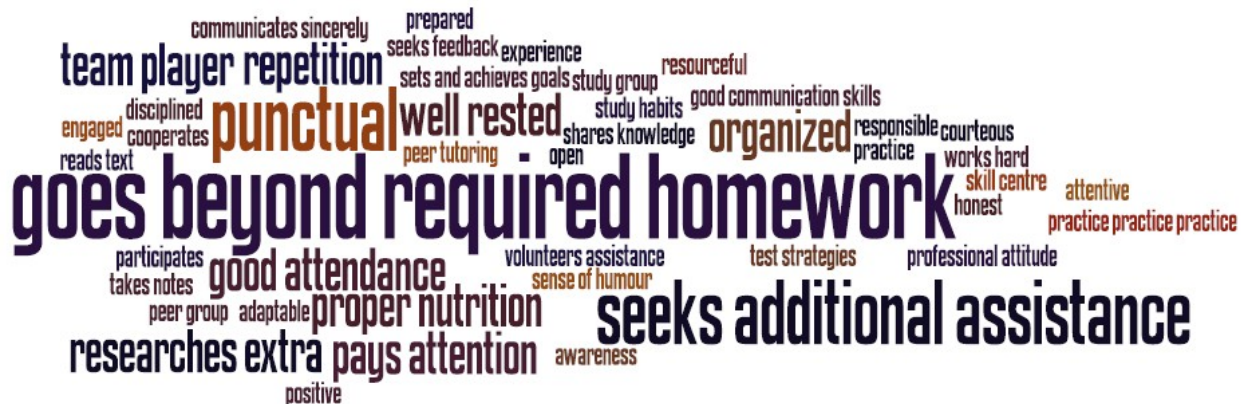 communicates sincerely
prepared
team player
repetition
seeks feedback
experience
sets and achieves goals
study group
resourceful
disciplined
punctual
well rested
study habits
good communication skills
engaged
cooperates
shares knowledge
organized
responsible
courteous
reads text
peer tutoring
open
practice
works hard
goes beyond required homework
skill centre
attentive
honest
practice practice practice
participates
good attendance
volunteers assistance
test strategies
professional attitude
takes notes
sense of humour
peer group
adaptable
proper nutrition
seeks additional assistance
researches extra
pays attention
awareness
positive